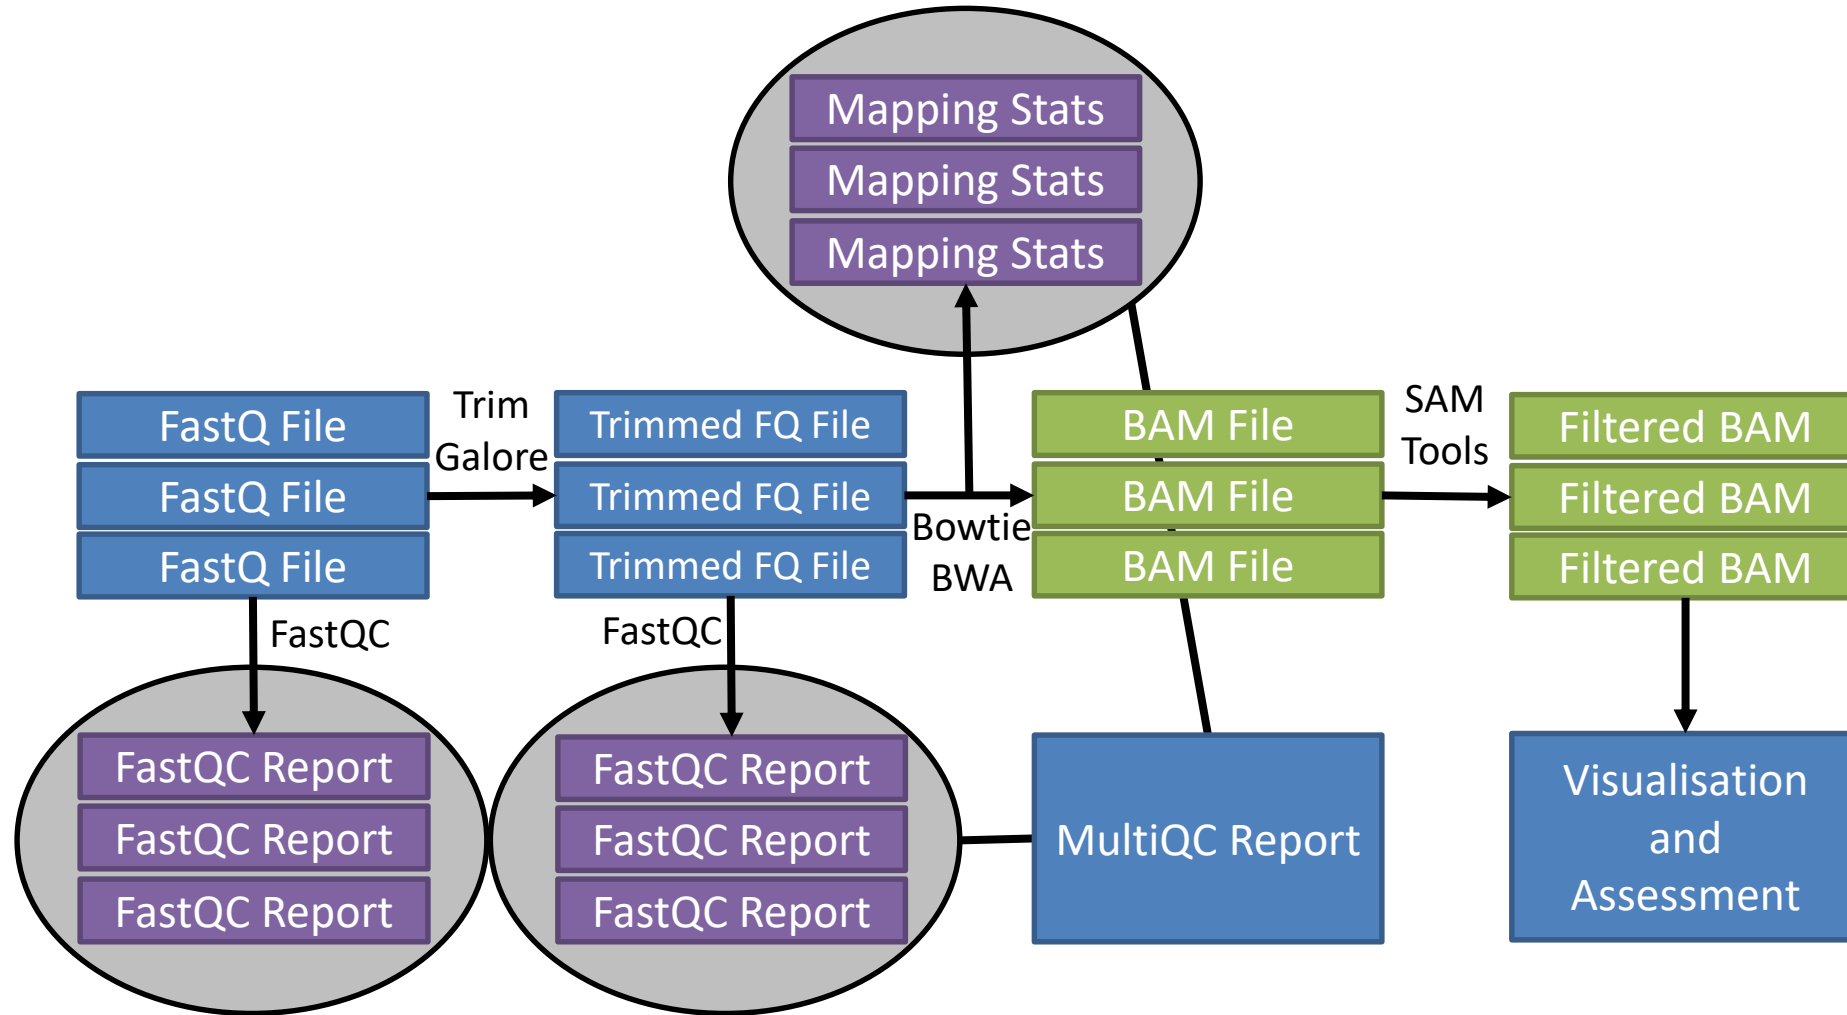 Mapping Stats
Mapping Stats
Mapping Stats
FastQ File
FastQ File
FastQ File
Trim
Galore
Trimmed FQ File
Trimmed FQ File
Trimmed FQ File
Bowtie
BWA
BAM File
BAM File
BAM File
SAM
Tools
Filtered BAM
Filtered BAM
Filtered BAM
FastQC
FastQC
FastQC Report
FastQC Report
FastQC Report
FastQC Report
FastQC Report
FastQC Report
MultiQC Report
Visualisation
and
Assessment